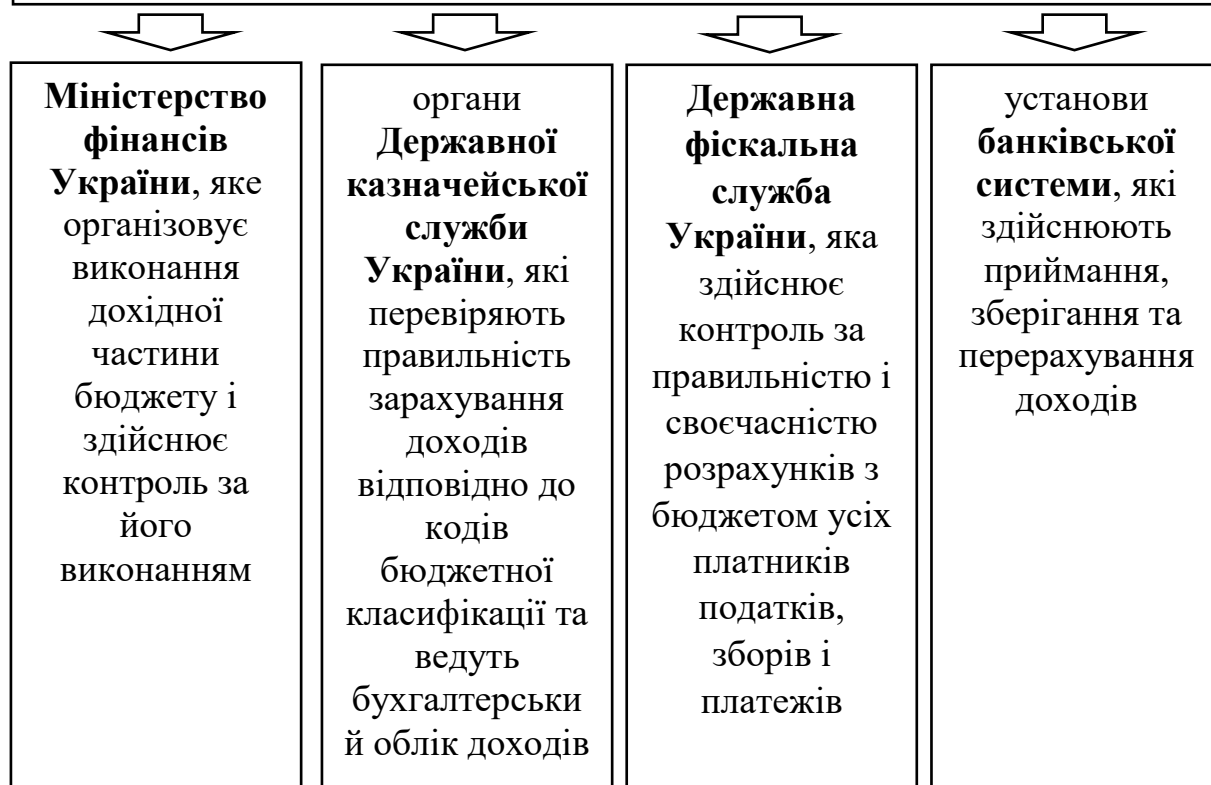 Міністерство
фінансів
України, яке
організовує
виконання
дохідної
частини
бюджету і
здійснює
контроль за
його
виконанням
органи
Державної
казначейської
служби
України, які
перевіряють
правильність
зарахування
доходів
відповідно до
кодів
бюджетної
класифікації та
ведуть
бухгалтерськи
й облік доходів
Державна
фіскальна
служба
України, яка
здійснює
контроль за
правильністю і
своєчасністю
розрахунків з
бюджетом усіх
платників
податків,
зборів і
платежів
установи
банківської
системи, які
здійснюють
приймання,
зберігання та
перерахування
доходів